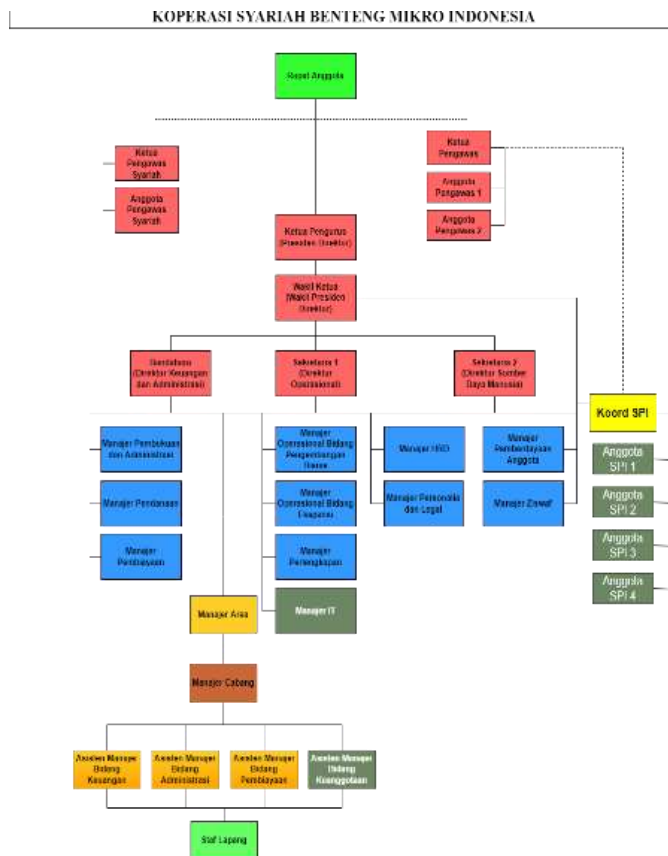 KOPERASI SYARIAH BENTENG MIKRO INDONESIA
Rapat Anggota
Ketua
Pengawas
Syariah
Anggota
Pengawas
Syariah
Ketua
Pengawas
Anggota
Pengawas 1
Anggota
Pengawas 2
Ketua Pengurus
(Presiden Direktur)
Wakil Ketua
(Wakil Presiden
Direktur)
Bendahara
(Direktur Keuangan
dan Administrasi)
Sekretaris 1
(Direktur
Operasional)
Sekretaris 2
(Direktur Sumber
Daya Manusia)
Koord SPI
Manajer Pembukuan
dan Administrasi
Manajer
Operasional Bidang
Pengembangan
Bisnis
Manajer HRD
Manajer
Pemberdayaan
Anggota
Anggota
SPI 1
Manajer Pendanaan
Manajer
Operasional Bidang
Ekspansi
Manajer Personalia
dan Legal
Manajer Ziswaf
Anggota
SPI 2
Manajer
Pembiayaan
Manajer
Perlengkapan
Anggota
SPI 3
Manajer Area
Manajer IT
Anggota
SPI 4
Manajer Cabang
Asisten Manajer
Bidang
Keuangan
Asisten Manajer
Bidang
Administrasi
Asisten Manajer
Bidang
Pembiayaan
Asisten Manajer
Bidang
Keanggotaan
Staf Lapang